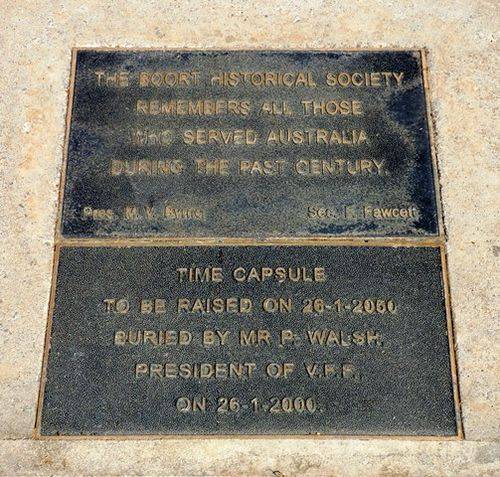 THE BOORT HISTORICAL SOCIETY
REMEMBERS ALL THOSE
WHO SERVED AUSTRALIA
DURING THE PAST CENTURY.
Pres. M. V. Byrne Sec. F. Fawcett
TIME CAPSULE
TO BE RAISED ON 26-1-2050
BURIED BY MR P. WALSH,
PRESIDENT OF V.F.F.,
ON 26-1-2000.